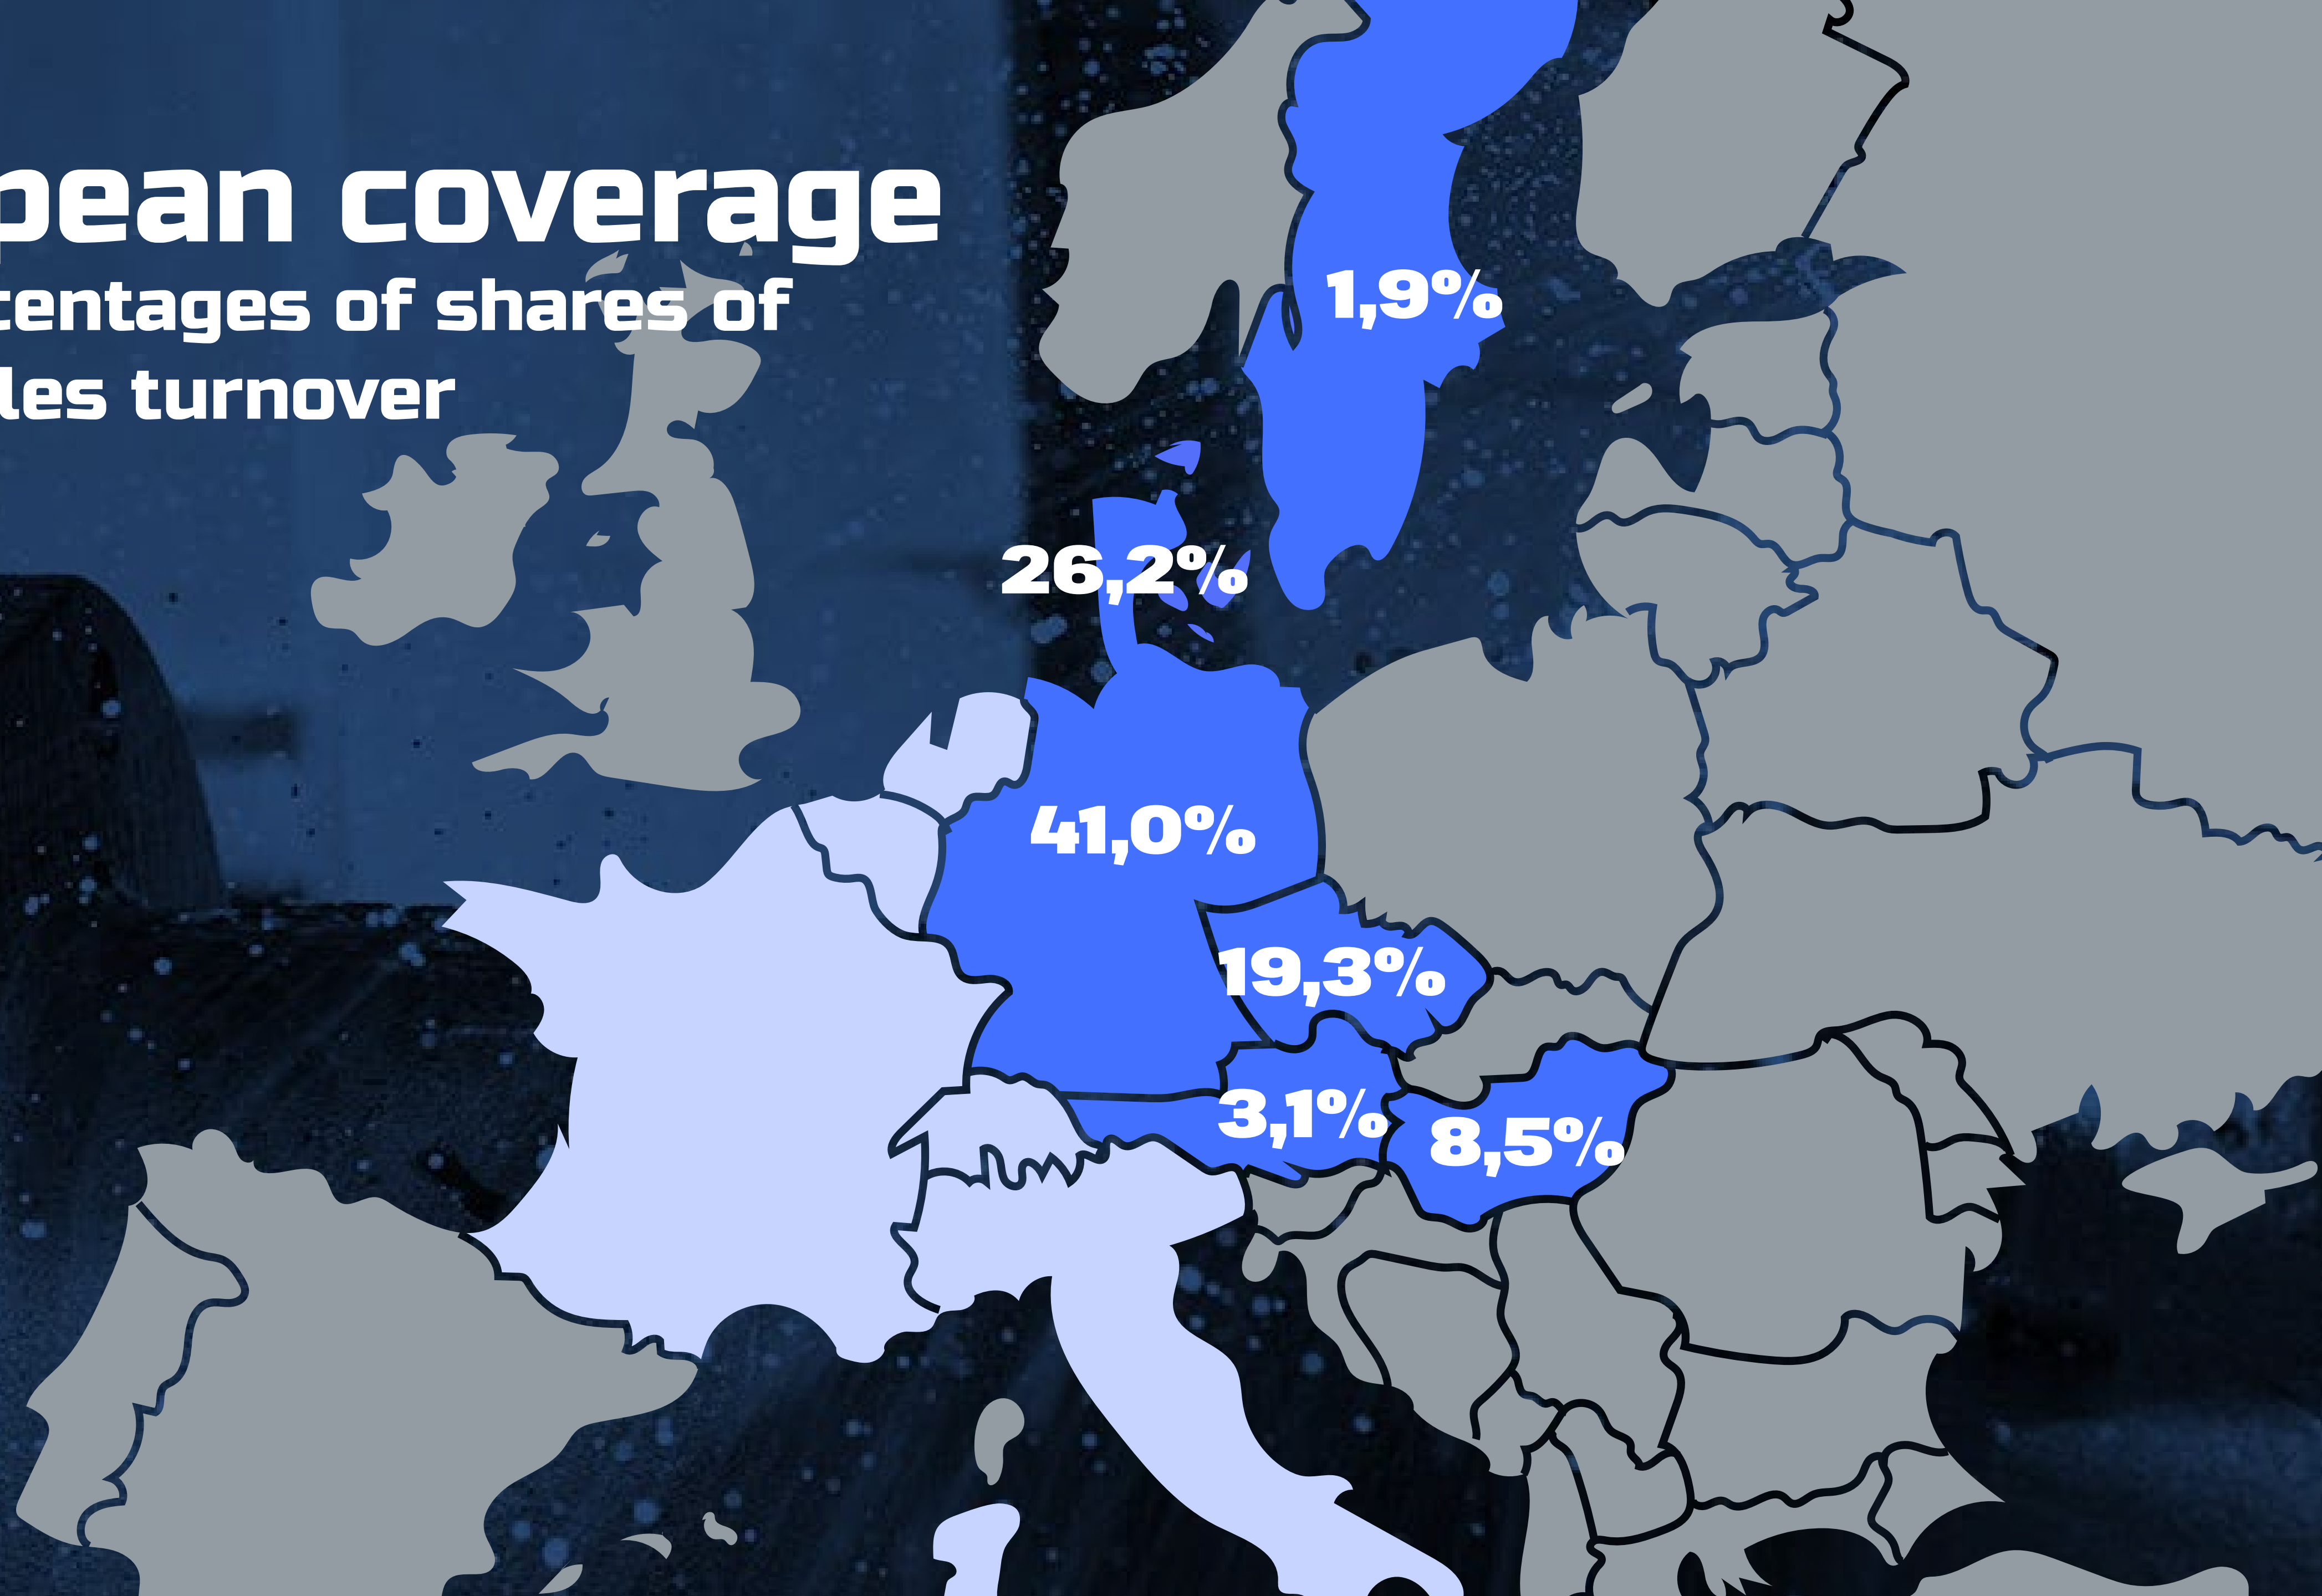 pean coverage
centages of shares of
les turnover
1,9%
26,2%
41,0%
19,3%
3,1%
8,5%